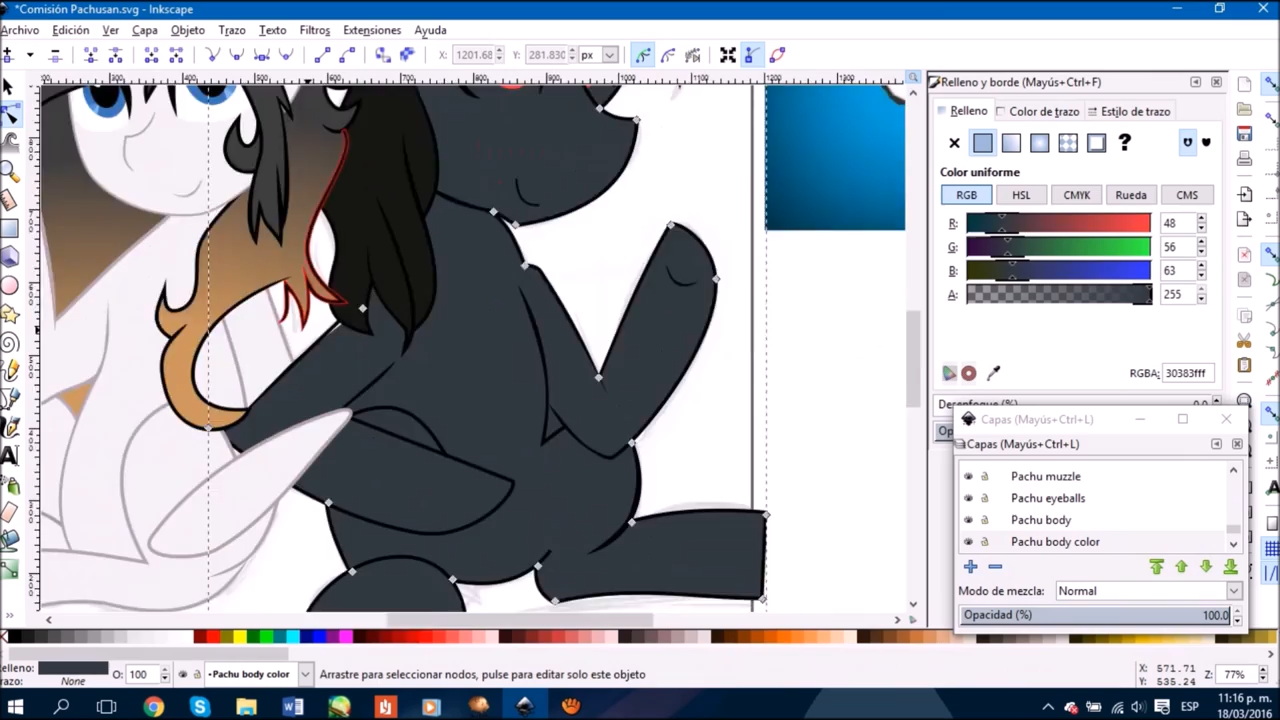 *Comisión Pachusan.svg - Inkscape
Archivo Edición Ver Capa Objeto Trazo Texto Filtros Extensiones Ayuda
X: 1201.68 Y: 281.830 px
Relleno y borde (Mayús+Ctrl+F)
Relleno Color de trazo Estilo de trazo
?
Color uniforme
RGB HSL CMYK Rueda CMS
R: 48
G: 56
B: 63
A: 255
RGBA: 30383fff
Desenfoque (%)
Capas (Mayús+Ctrl+L)
Capas (Mayús+Ctrl+L)
Pachu muzzle
Pachu eyeballs
Pachu body
Pachu body color
Modo de mezcla: Normal
Opacidad (%) 100.0
Relleno:
None
O: 100
•Pachu body color
Arrastre para seleccionar nodos, pulse para editar solo este objeto
X: 571.71
Y: 535.24
Z: 77%
ESP
11:16 p. m.
18/03/2016